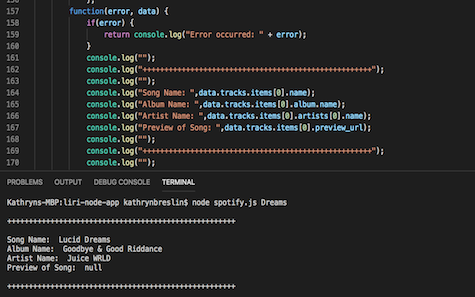 156 };
157 function(error, data) {
158 if(error) {
159 return console.log("Error occurred: " + error);
160 }
161 console.log("");
162 console.log("++++++++++++++++++++++++++++++++++++++++++++++++++++");
163 console.log("");
164 console.log("Song Name: ",data.tracks.items[0].name);
165 console.log("Album Name: ",data.tracks.items[0].album.name);
166 console.log("Artist Name: ",data.tracks.items[0].artists[0].name);
167 console.log("Preview of Song: ",data.tracks.items[0].preview_url);
168 console.log("");
169 console.log("++++++++++++++++++++++++++++++++++++++++++++++++++++");
170 console.log("");
PROBLEMS OUTPUT DEBUG CONSOLE TERMINAL
Kathryns-MBP:liri-node-app kathrynbreslin$ node spotify.js Dreams
++++++++++++++++++++++++++++++++++++++++++++++++++++
Song Name: Lucid Dreams
Album Name: Goodbye & Good Riddance
Artist Name: Juice WRLD
Preview of Song: null
++++++++++++++++++++++++++++++++++++++++++++++++++++